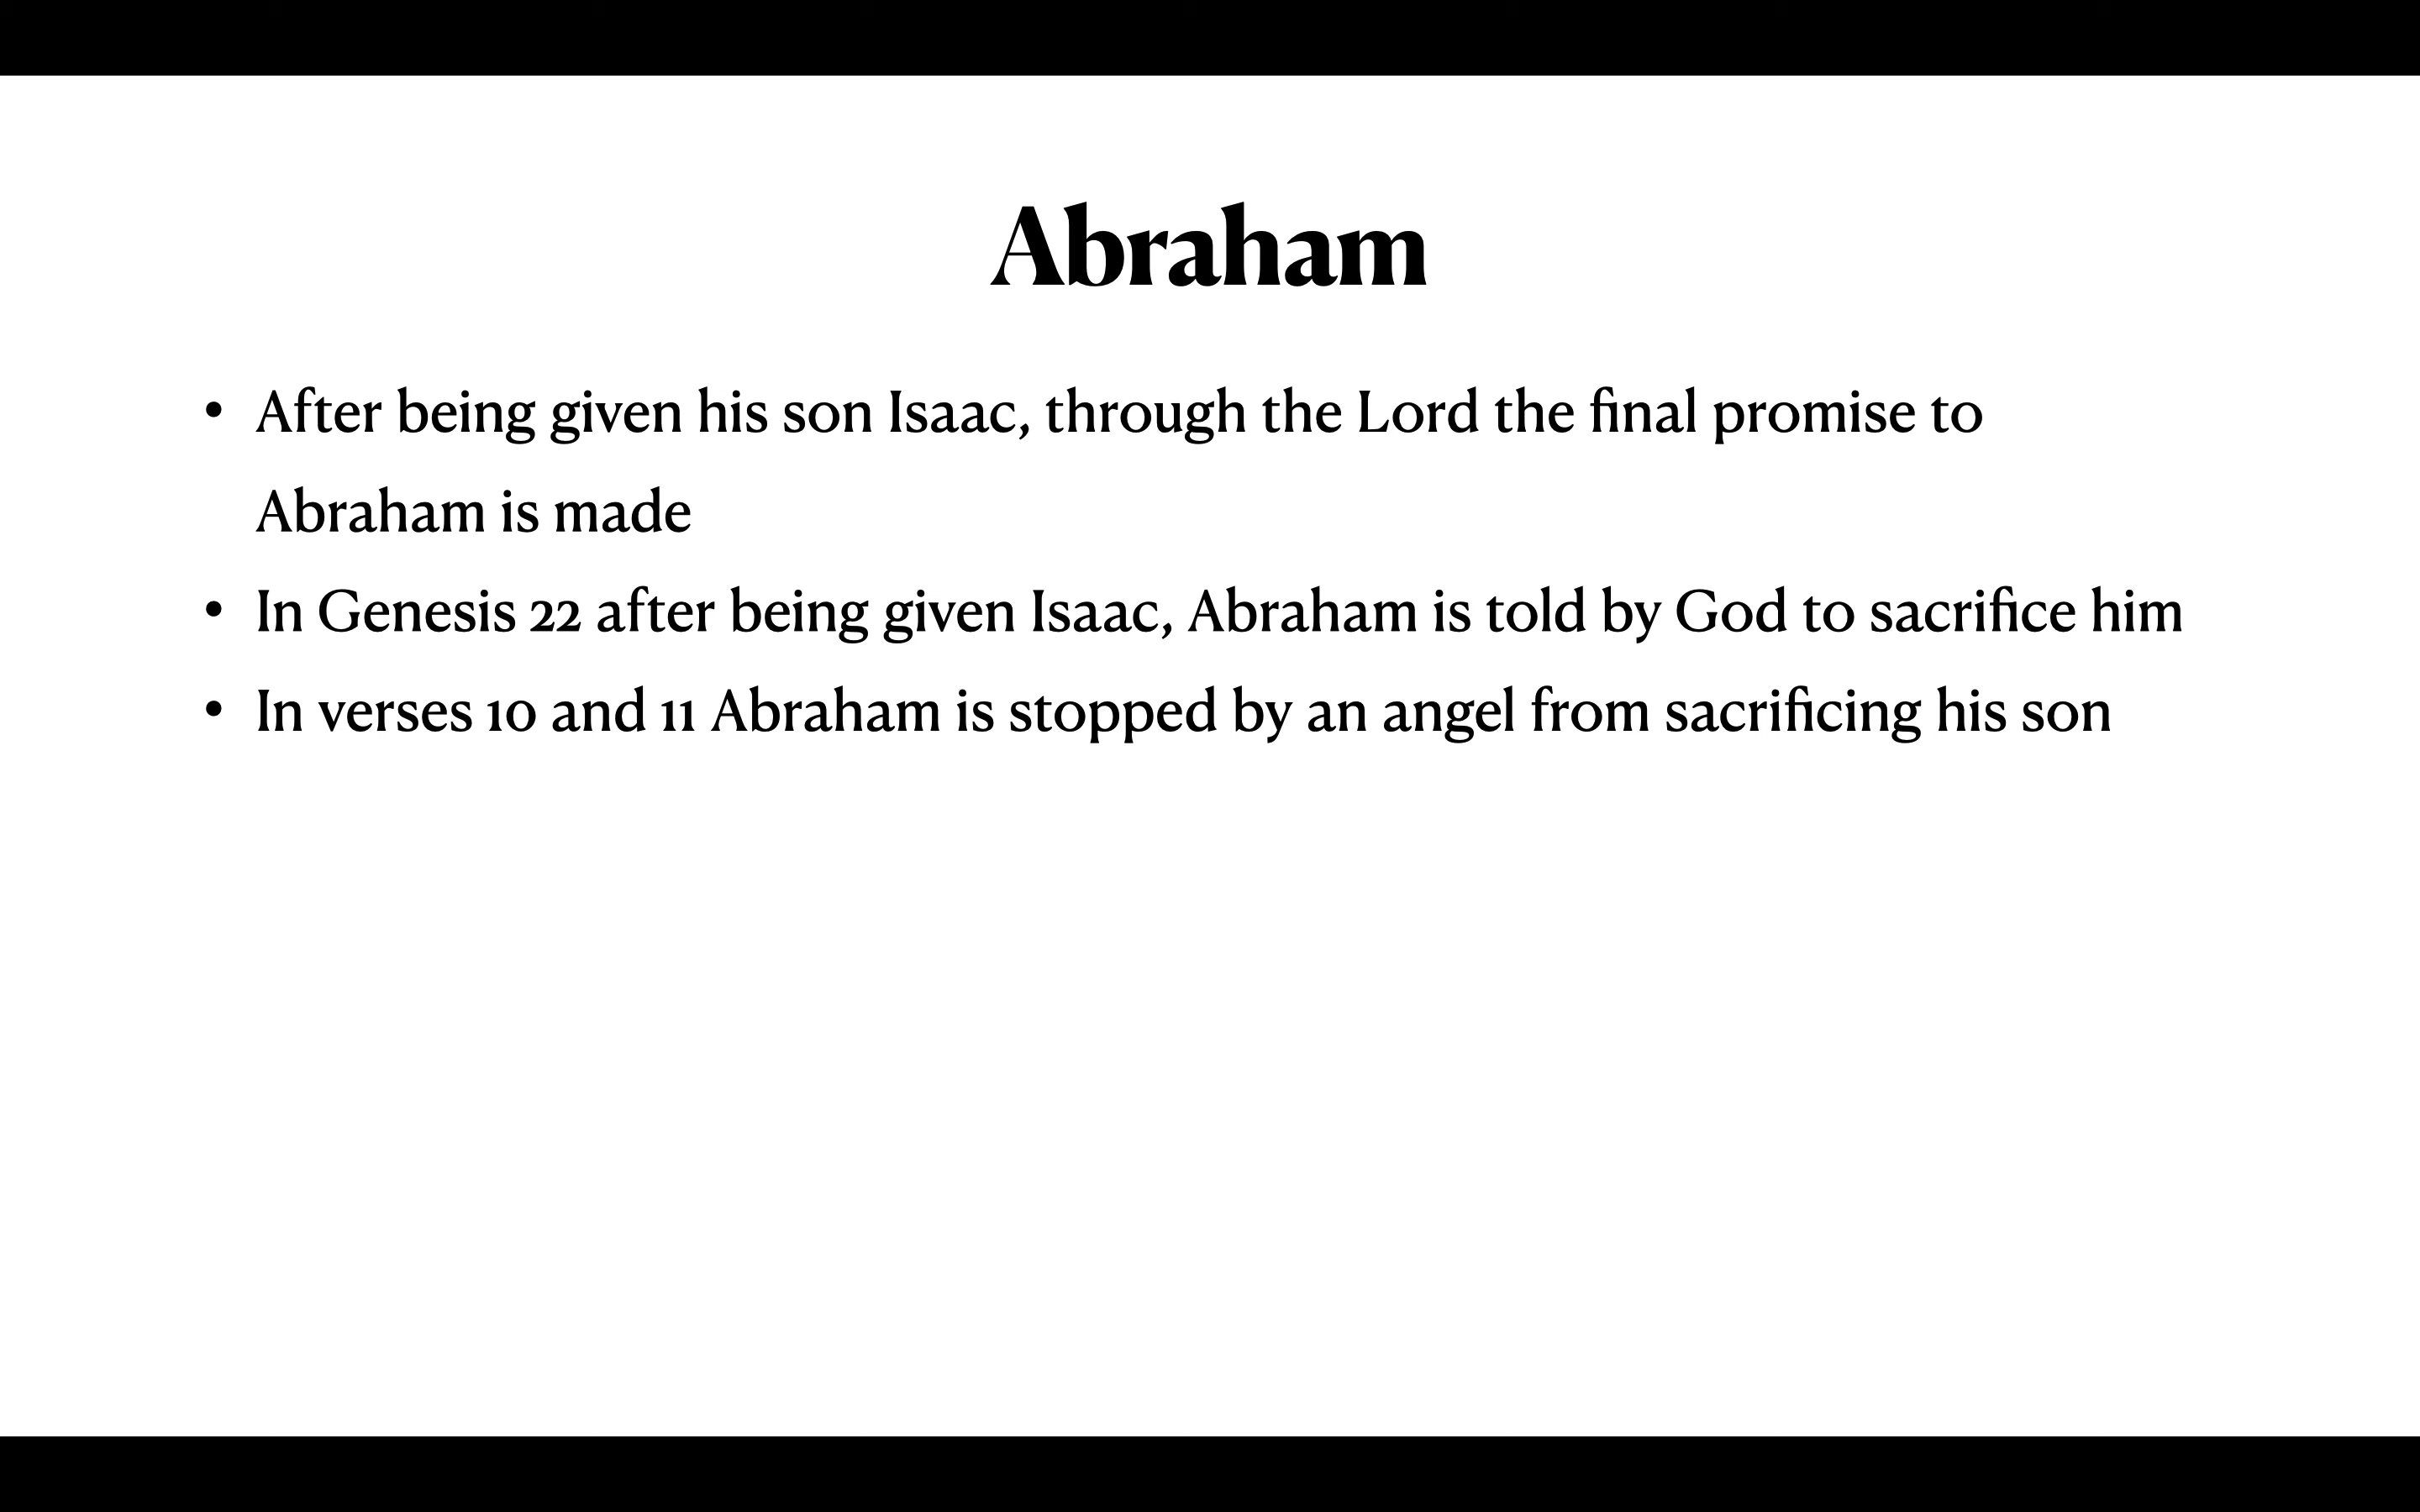 Abraham
• After being given his son Isaac, through the Lord the final promise to
Abraham is made
• In Genesis 22 after being given Isaac, Abraham is told by God to sacrifice him
• In verses 10 and 11 Abraham is stopped by an angel from sacrificing his son